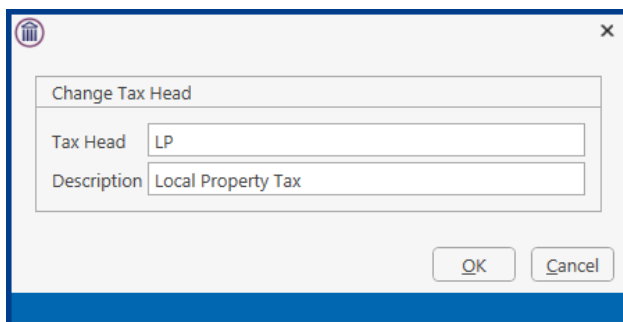 Change Tax Head
Tax Head LP
Description Local Property Tax
OK Cancel